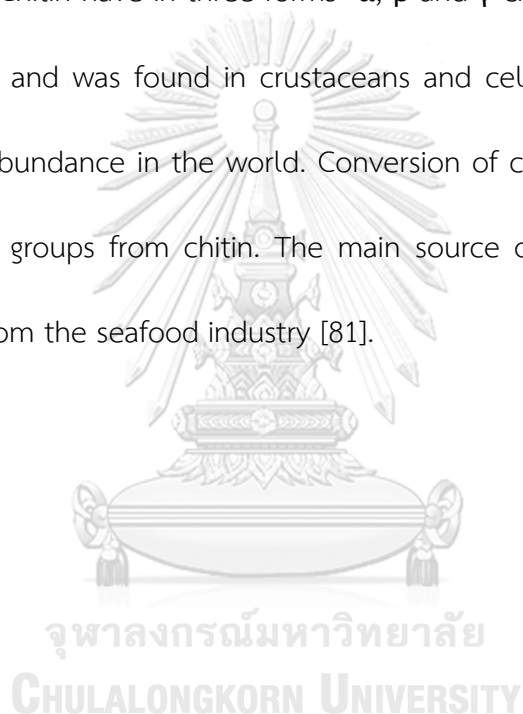 chitin have in three forms α, β and γ c
and was found in crustaceans and cel
bundance in the world. Conversion of c
groups from chitin. The main source
om the seafood industry [81].
จุฬาลงกรณ์มหาวิทยาลัย
CHULALONGKORN UNIVERSITY